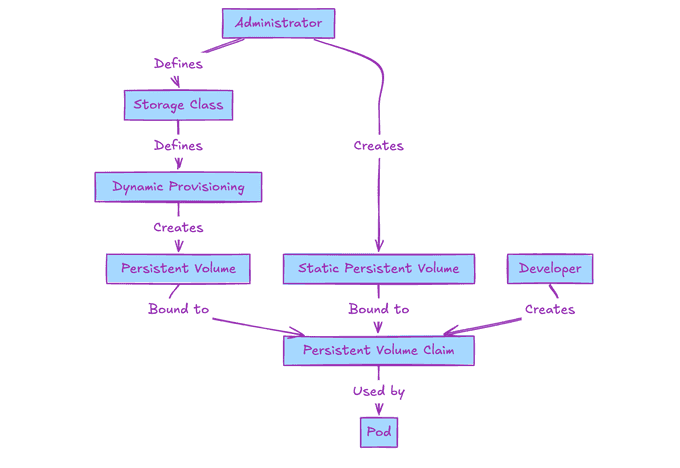 Administrator
Defines
Storage Class
Defines
Creates
Dynamic Provisioning
Creates
Persistent Volume
Static Persistent Volume
Developer
Bound to
Bound to
Creates
Persistent Volume Claim
Used by
Pod